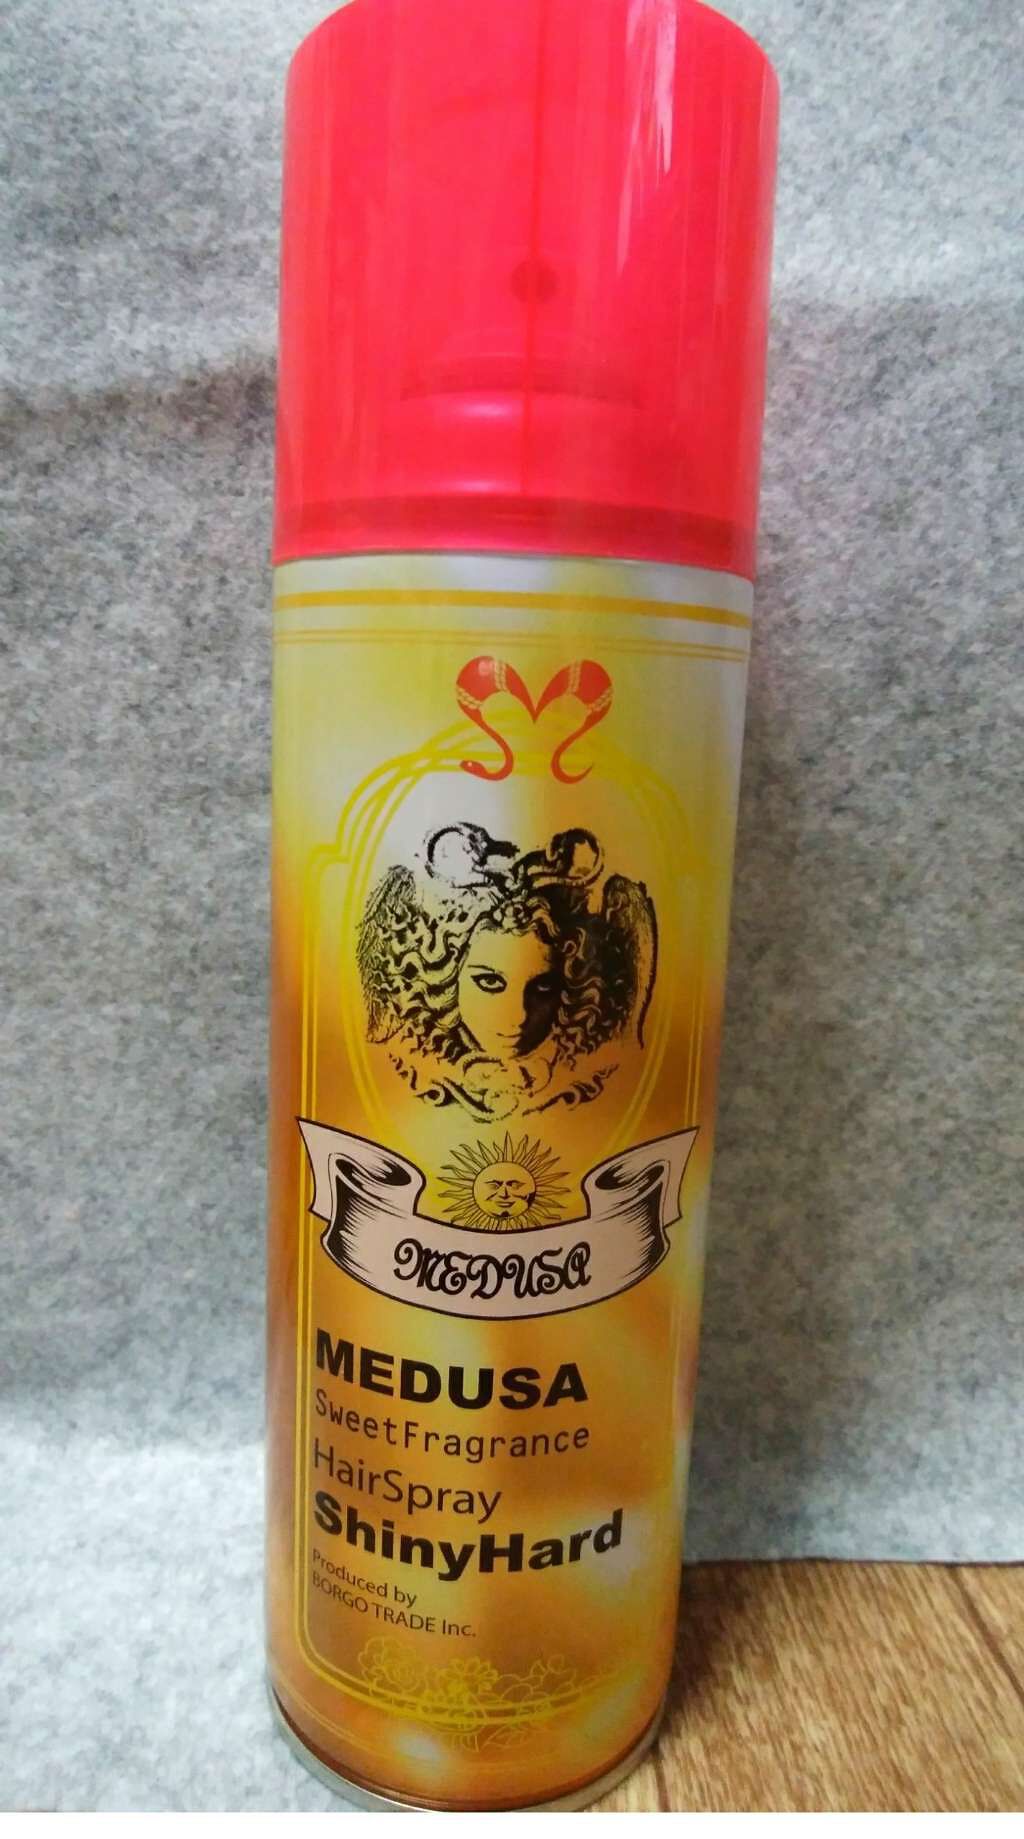 MEDUSA
MEDUSA
SweetFragrance
HairSpray
ShinyHard
Produced by
BORGO TRADE Inc.